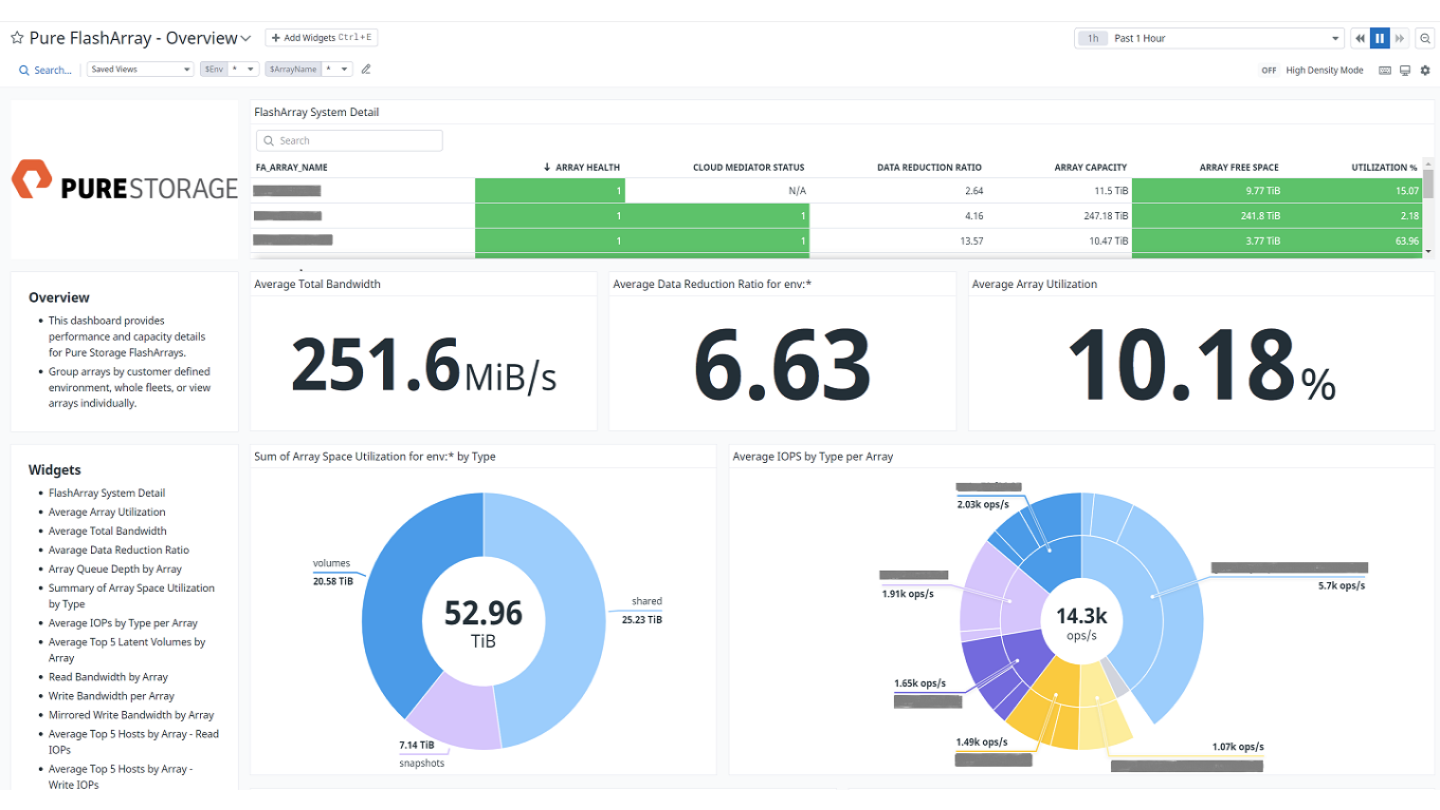 Pure FlashArray - Overview
+ Add Widgets Ctrl+E
1h Past 1 Hour
Search...
Saved Views
$Env *
$ArrayName *
OFF High Density Mode
PURESTORAGE
FlashArray System Detail
Search
FA_ARRAY_NAME ARRAY HEALTH CLOUD MEDIATOR STATUS DATA REDUCTION RATIO ARRAY CAPACITY ARRAY FREE SPACE UTILIZATION %
1 N/A 2.64 11.5 TiB 9.77 TiB 15.07
1 1 4.16 247.18 TiB 241.8 TiB 2.18
1 1 13.57 10.47 TiB 3.77 TiB 63.96
Overview
• This dashboard provides
performance and capacity details
for Pure Storage FlashArrays.
• Group arrays by customer defined
environment, whole fleets, or view
arrays individually.
Average Total Bandwidth
251.6 MiB/s
Average Data Reduction Ratio for env:*
6.63
Average Array Utilization
10.18 %
Widgets
• FlashArray System Detail
• Average Array Utilization
• Average Total Bandwidth
• Avarage Data Reduction Ratio
• Array Queue Depth by Array
• Summary of Array Space Utilization
by Type
• Average IOPs by Type per Array
• Average Top 5 Latent Volumes by
Array
• Read Bandwidth by Array
• Write Bandwidth per Array
• Mirrored Write Bandwidth by Array
• Average Top 5 Hosts by Array - Read
IOPs
• Average Top 5 Hosts by Array -
Write IOPs
Sum of Array Space Utilization for env:* by Type
volumes
20.58 TiB
52.96
TiB
shared
25.23 TiB
7.14 TiB
snapshots
Average IOPS by Type per Array
2.03k ops/s
5.7k ops/s
1.91k ops/s
14.3k
ops/s
1.65k ops/s
1.49k ops/s
1.07k ops/s